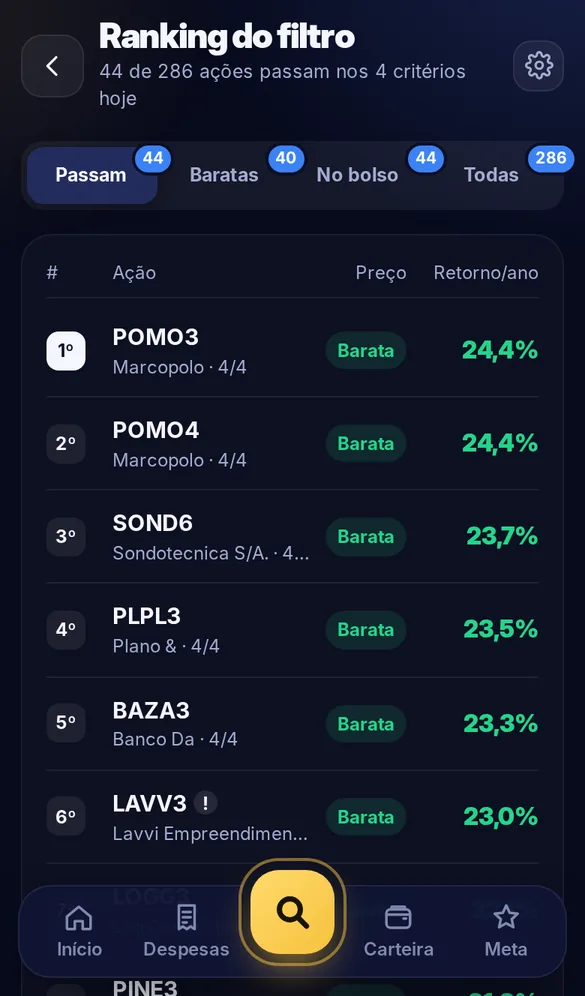 Ranking do filtro
44 de 286 ações passam nos 4 critérios
hoje
Passam 44 Baratas 40 No bolso 44 Todas 286
# Ação Preço Retorno/ano
1º POMO3 Barata 24,4%
Marcopolo · 4/4
2º POMO4 Barata 24,4%
Marcopolo · 4/4
3º SOND6 Barata 23,7%
Sondotecnica S/A. · 4...
4º PLPL3 Barata 23,5%
Plano & · 4/4
5º BAZA3 Barata 23,3%
Banco Da · 4/4
6º LAVV3 ! Barata 23,0%
Lavvi Empreendimen...
LOGG3
Início Despesas Carteira Meta
PINE3